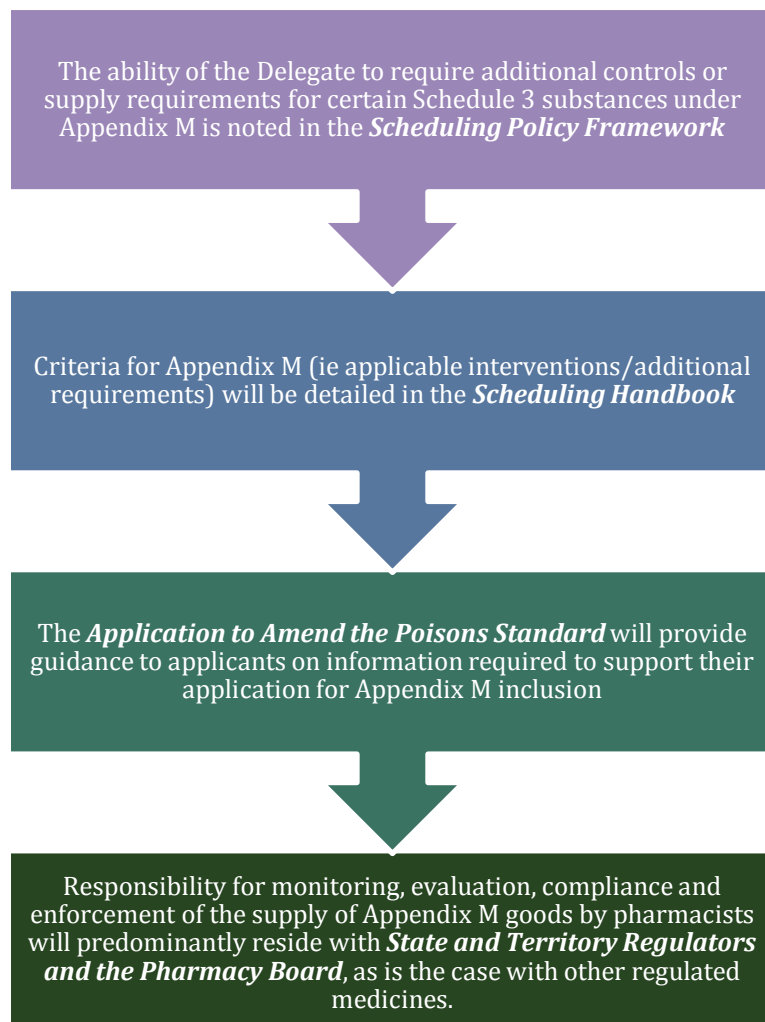 The ability of the Delegate to require additional controls or
supply requirements for certain Schedule 3 substances under
Appendix M is noted in the Scheduling Policy Framework
Criteria for Appendix M (ie applicable interventions/additional
requirements) will be detailed in the Scheduling Handbook
The Application to Amend the Poisons Standard will provide
guidance to applicants on information required to support their
application for Appendix M inclusion
Responsibility for monitoring, evaluation, compliance and
enforcement of the supply of Appendix M goods by pharmacists
will predominantly reside with State and Territory Regulators
and the Pharmacy Board, as is the case with other regulated
medicines.